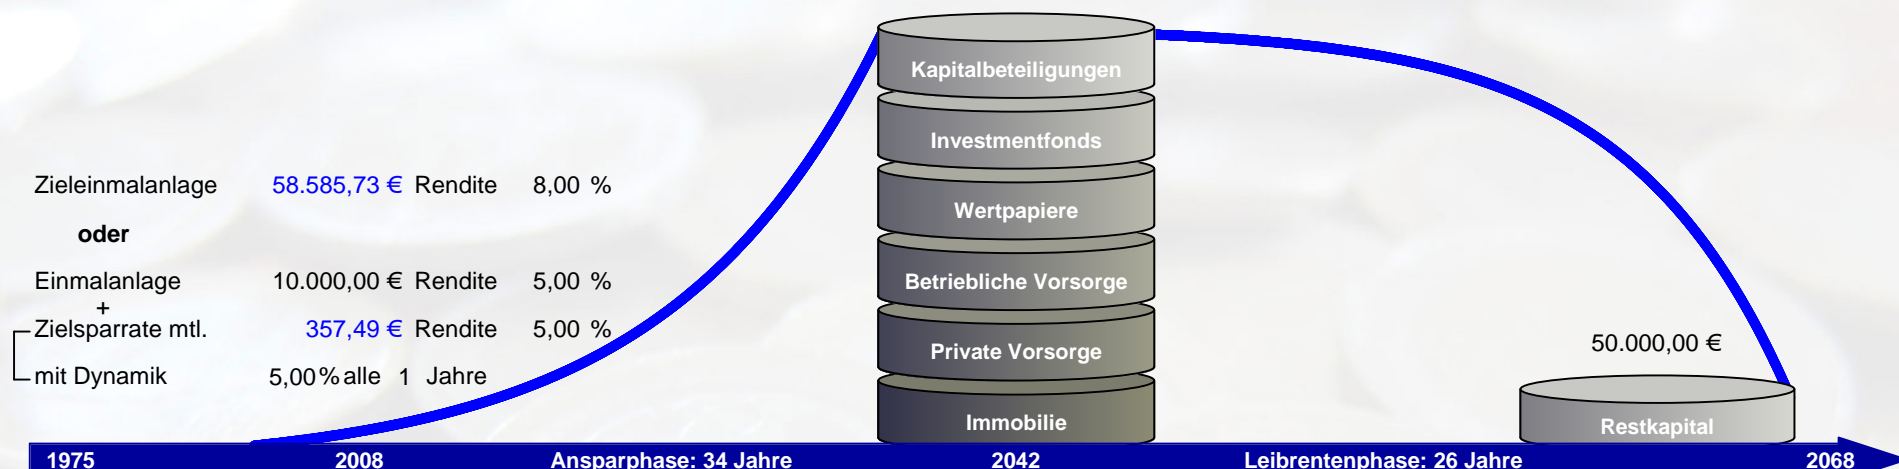 Kapitalbeteiligungen
Investmentfonds
Wertpapiere
Betriebliche Vorsorge
Private Vorsorge
Immobilie
Zieleinmalanlage 58.585,73 € Rendite 8,00 %
oder
Einmalanlage 10.000,00 € Rendite 5,00 %
+
Zielsparrate mtl. 357,49 € Rendite 5,00 %
mit Dynamik 5,00% alle 1 Jahre
50.000,00 €
Restkapital
1975 2008 Ansparphase: 34 Jahre 2042 Leibrentenphase: 26 Jahre 2068